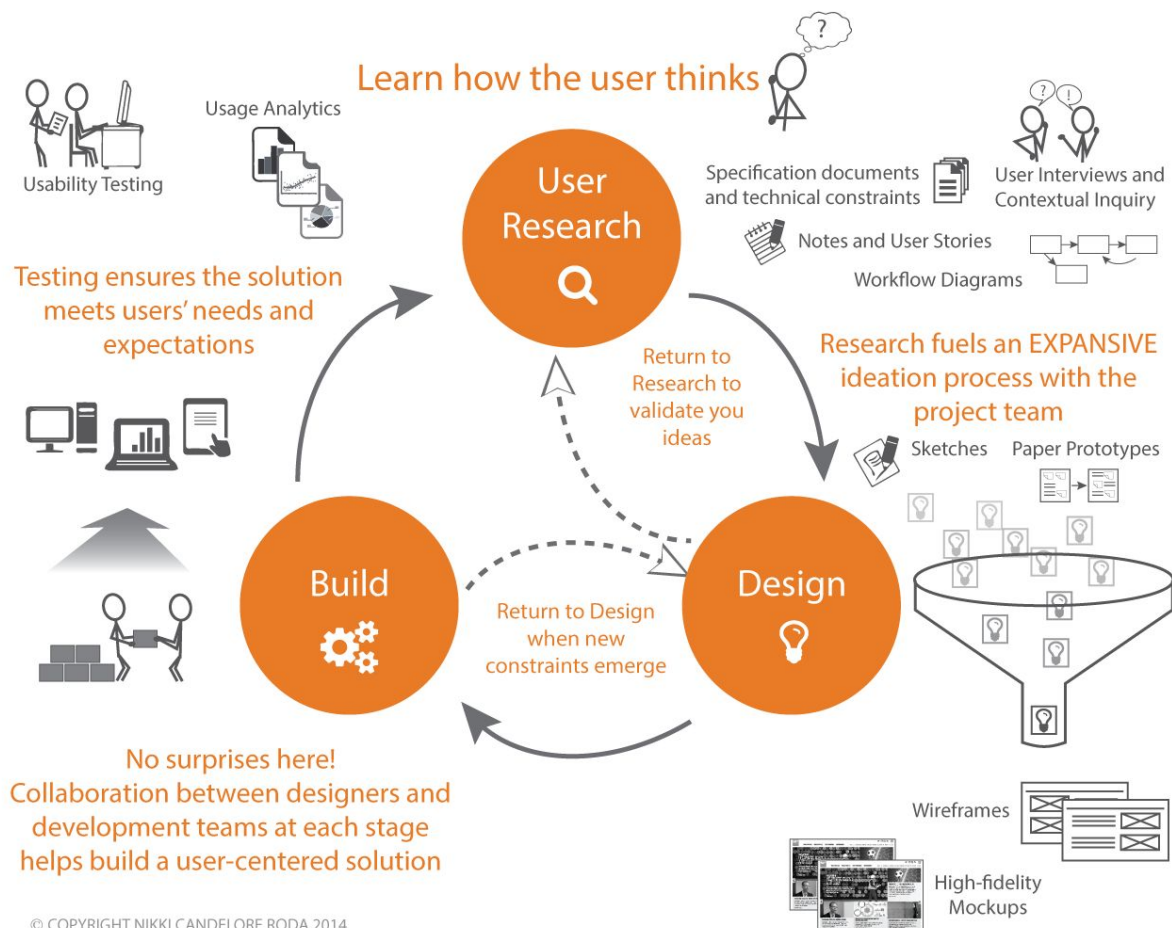 Learn how the user thinks
?
Usability Testing
Usage Analytics
User
Research
Specification documents
and technical constraints
?
!
User Interviews and
Contextual Inquiry
Notes and User Stories
Workflow Diagrams
Testing ensures the solution
meets users' needs and
expectations
Return to
Research to
validate you
ideas
Research fuels an EXPANSIVE
ideation process with the
project team
Sketches
Paper Prototypes
Build
Design
Return to Design
when new
constraints emerge
No surprises here!
Collaboration between designers and
development teams at each stage
helps build a user-centered solution
Wireframes
High-fidelity
Mockups
© COPYRIGHT NIKKI CANDELORE RODA 2014